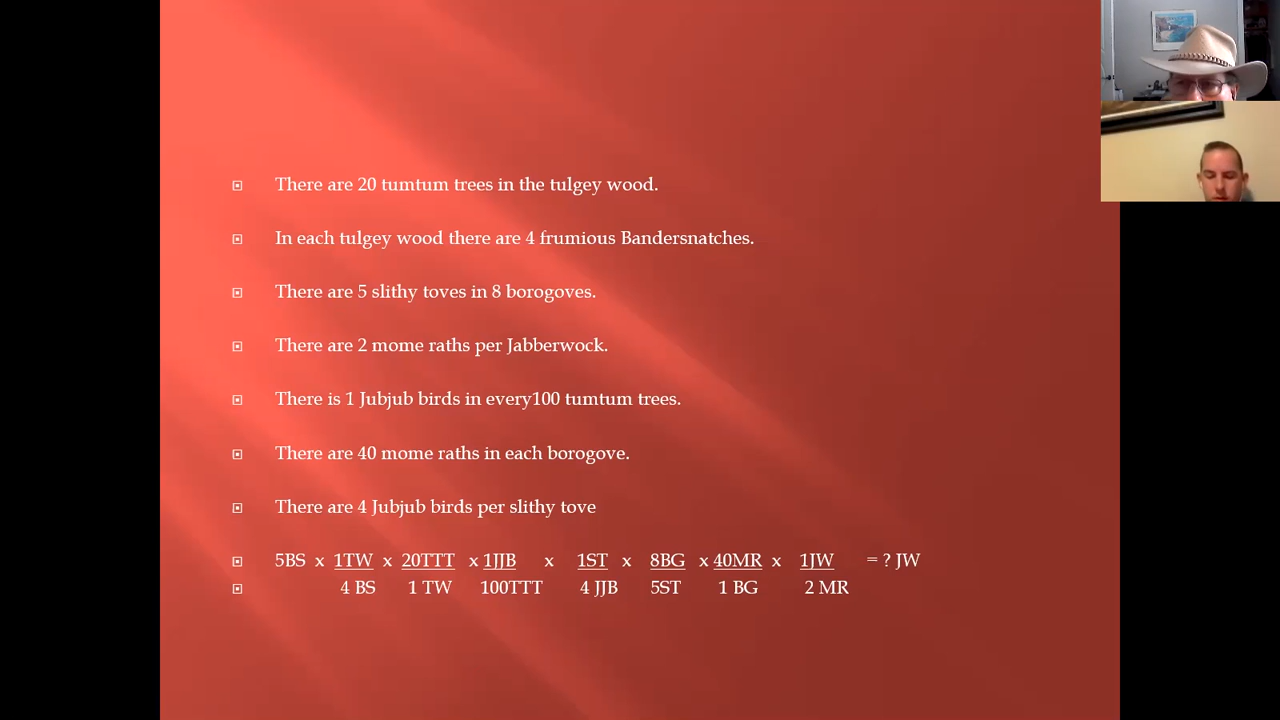 There are 20 tumtum trees in the tulgey wood.
In each tulgey wood there are 4 frumious Bandersnatches.
There are 5 slithy toves in 8 borogoves.
There are 2 mome raths per Jabberwock.
There is 1 Jubjub birds in every100 tumtum trees.
There are 40 mome raths in each borogove.
There are 4 Jubjub birds per slithy tove
5BS x 1TW x 20TTT x 1JJB x 1ST x 8BG x 40MR x 1JW = ? JW
4 BS 1 TW 100TTT 4 JJB 5ST 1 BG 2 MR